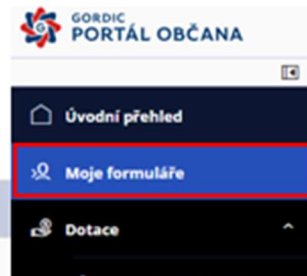 GORDIC
PORTÁL OBČANA
Úvodní přehled
Moje formuláře
Dotace